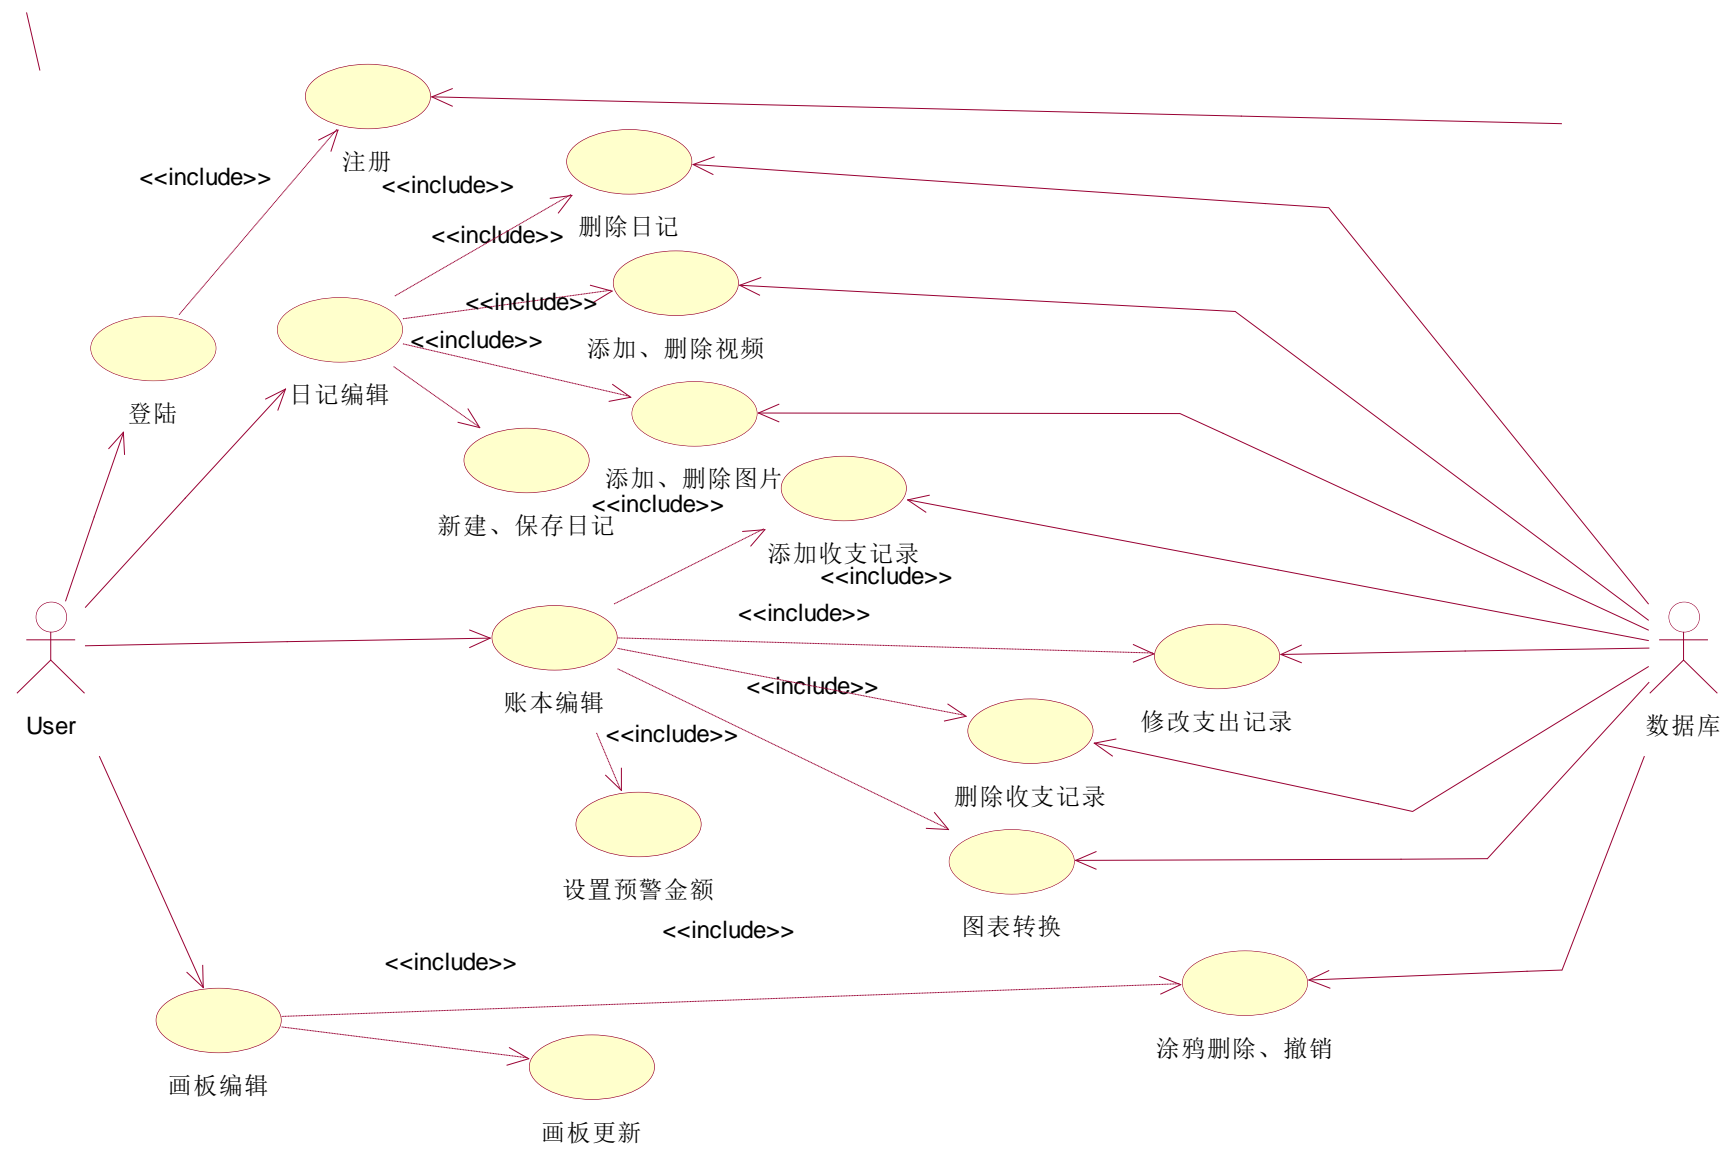 注册
<<include>>
<<include>>
删除日记
<<include>>
<<include>>
添加、删除视频
<<include>>
日记编辑
登陆
添加、删除图片
<<include>>
新建、保存日记
添加收支记录
<<include>>
<<include>>
账本编辑
<<include>>
修改支出记录
User
数据库
<<include>>
删除收支记录
设置预警金额
图表转换
<<include>>
<<include>>
涂鸦删除、撤销
画板编辑
画板更新